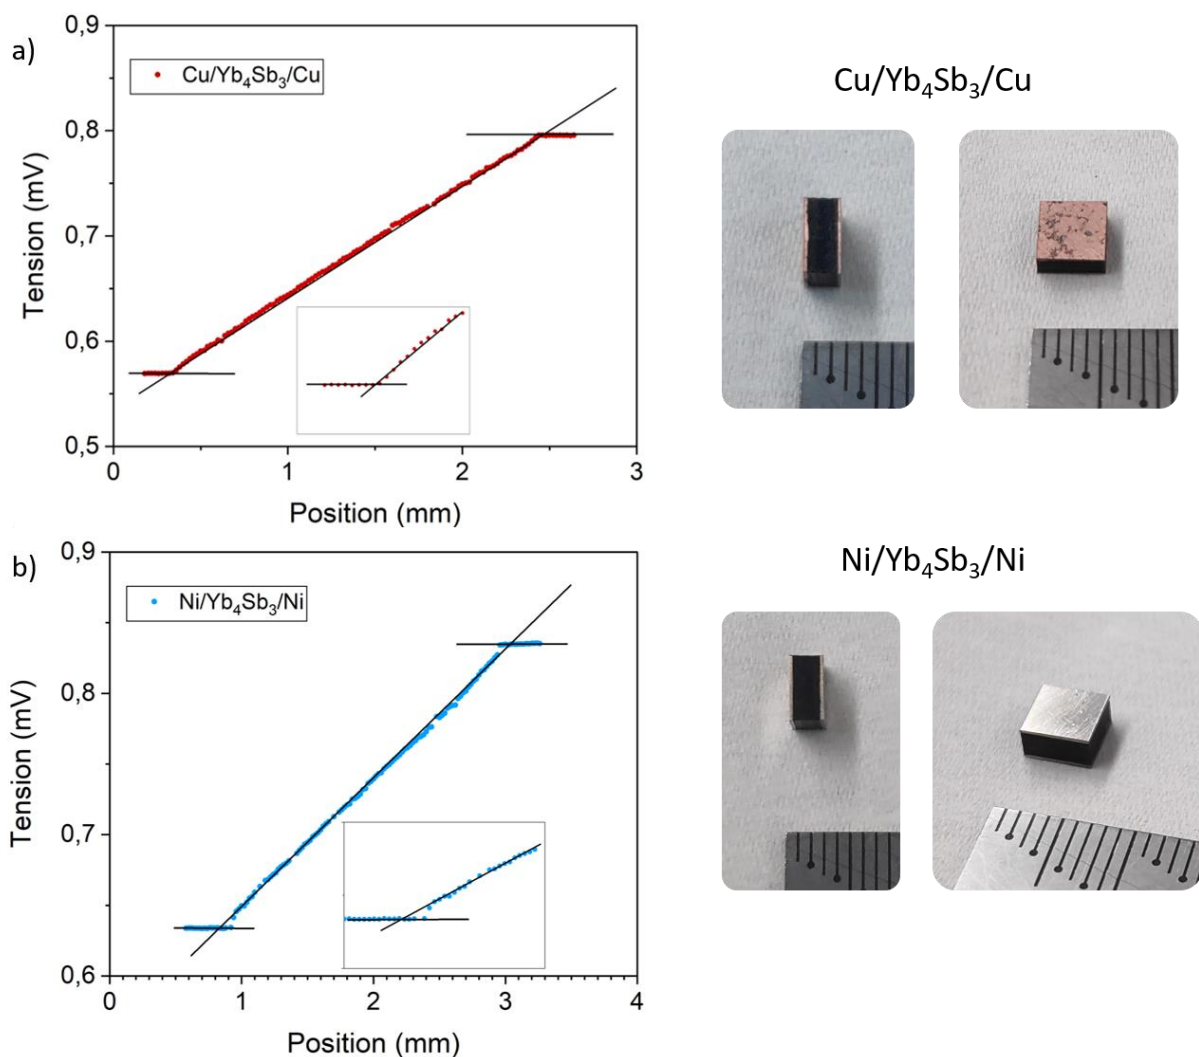 a)
0,9
0,8
0,7
0,6
0,5
Tension (mV)
Cu/Yb₄Sb₃/Cu
0
1
2
3
Position (mm)
Cu/Yb₄Sb₃/Cu
b)
0,9
0,8
0,7
0,6
Tension (mV)
Ni/Yb₄Sb₃/Ni
0
1
2
3
4
Position (mm)
Ni/Yb₄Sb₃/Ni